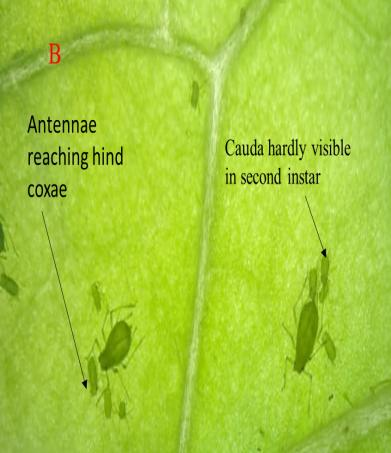 B
Antennae
reaching hind
coxae
Cauda hardly visible
in second instar